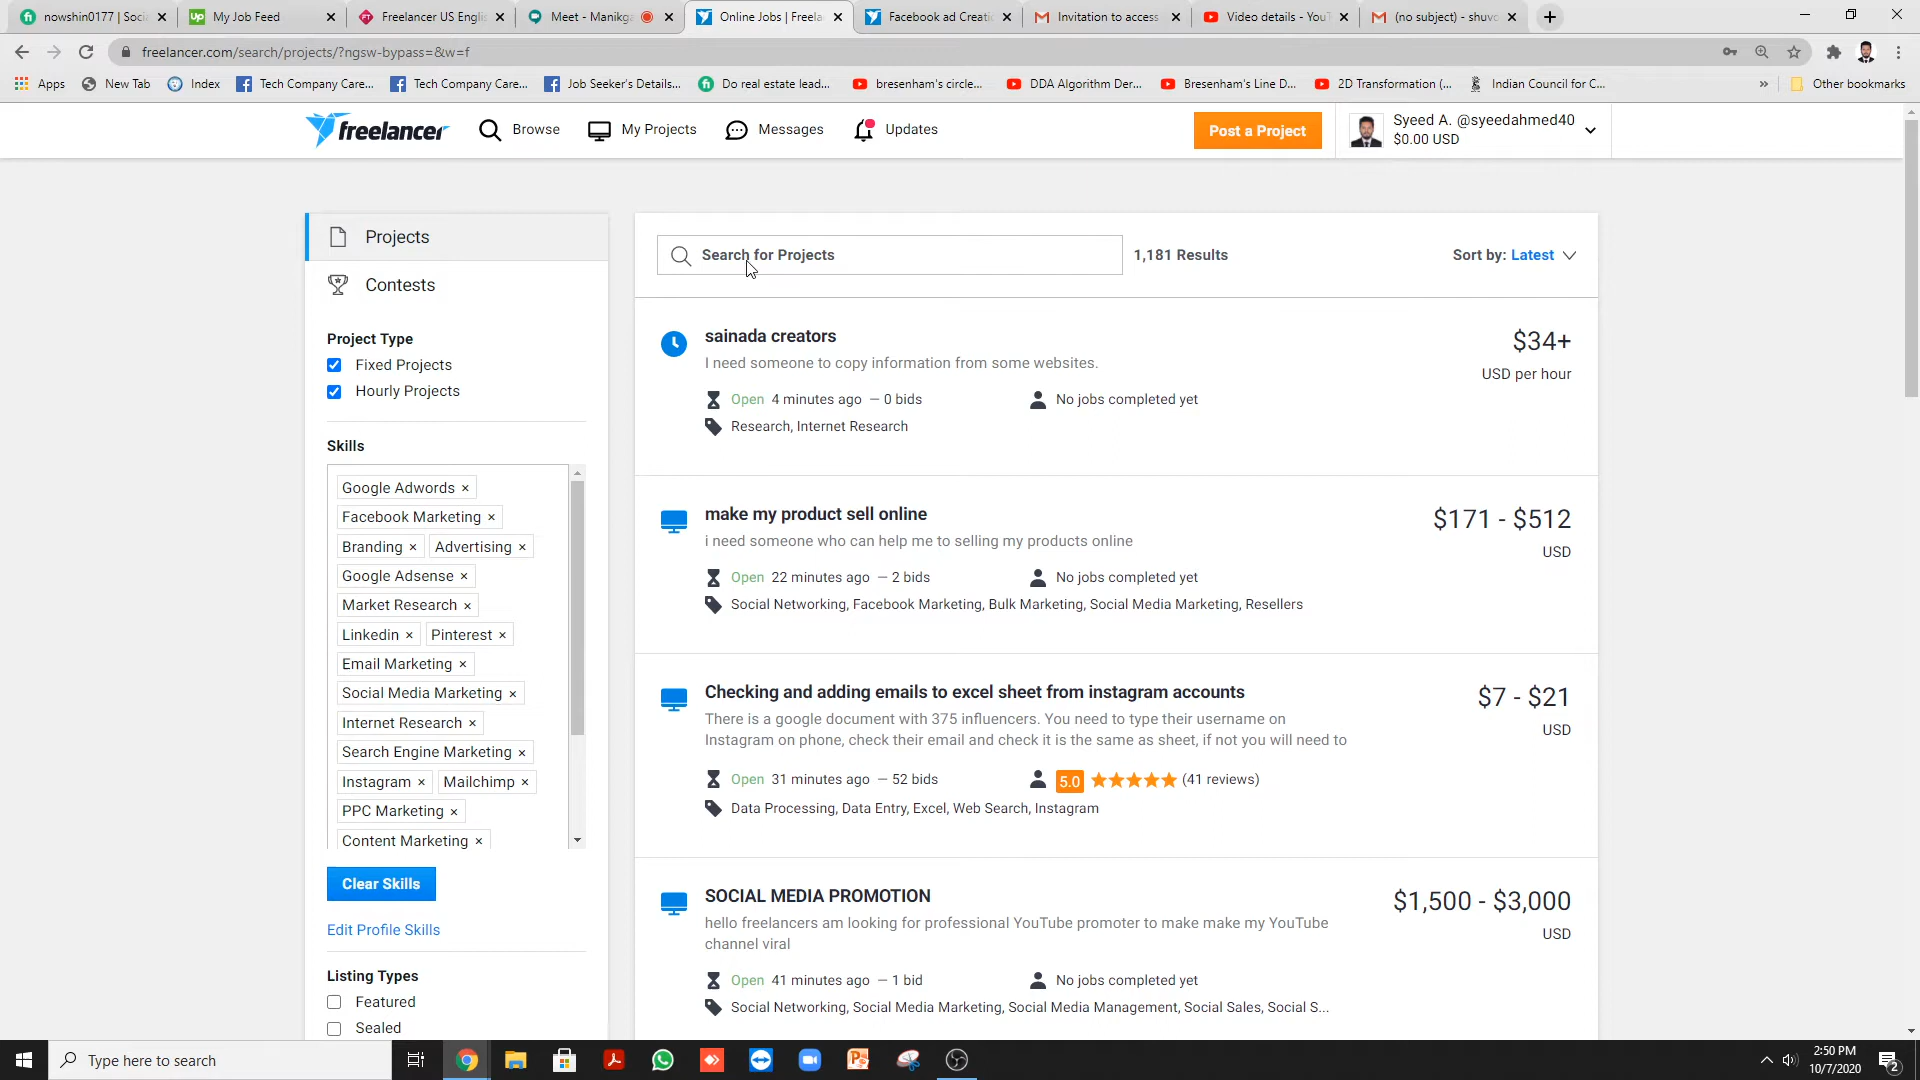 nowshin0177 | Soci
My Job Feed
Freelancer US Englis
Meet - Manikga
Online Jobs | Freela
Facebook ad Creatic
Invitation to access
Video details - YouT
(no subject) - shuvo
freelancer.com/search/projects/?ngsw-bypass=&w=f
Apps
New Tab
Index
Tech Company Care...
Tech Company Care...
Job Seeker's Details...
Do real estate lead...
bresenham's circle...
DDA Algorithm Der...
Bresenham's Line D...
2D Transformation (...
Indian Council for C...
» Other bookmarks
freelancer
Browse
My Projects
Messages
Updates
Post a Project
Syeed A. @syeedahmed40
$0.00 USD
Projects
Contests
Project Type
Fixed Projects
Hourly Projects
Skills
Google Adwords ×
Facebook Marketing ×
Branding × Advertising ×
Google Adsense ×
Market Research ×
Linkedin × Pinterest ×
Email Marketing ×
Social Media Marketing ×
Internet Research ×
Search Engine Marketing ×
Instagram × Mailchimp ×
PPC Marketing ×
Content Marketing ×
Clear Skills
Edit Profile Skills
Listing Types
Featured
Sealed
Search for Projects
1,181 Results
Sort by: Latest
sainada creators
$34+
I need someone to copy information from some websites.
USD per hour
Open 4 minutes ago – 0 bids
No jobs completed yet
Research, Internet Research
make my product sell online
$171 - $512
i need someone who can help me to selling my products online
USD
Open 22 minutes ago – 2 bids
No jobs completed yet
Social Networking, Facebook Marketing, Bulk Marketing, Social Media Marketing, Resellers
Checking and adding emails to excel sheet from instagram accounts
$7 - $21
There is a google document with 375 influencers. You need to type their username on
USD
Instagram on phone, check their email and check it is the same as sheet, if not you will need to
Open 31 minutes ago – 52 bids
5.0 ★★★★★ (41 reviews)
Data Processing, Data Entry, Excel, Web Search, Instagram
SOCIAL MEDIA PROMOTION
$1,500 - $3,000
hello freelancers am looking for professional YouTube promoter to make make my YouTube
USD
channel viral
Open 41 minutes ago – 1 bid
No jobs completed yet
Social Networking, Social Media Marketing, Social Media Management, Social Sales, Social S...
Type here to search
2:50 PM
10/7/2020
2